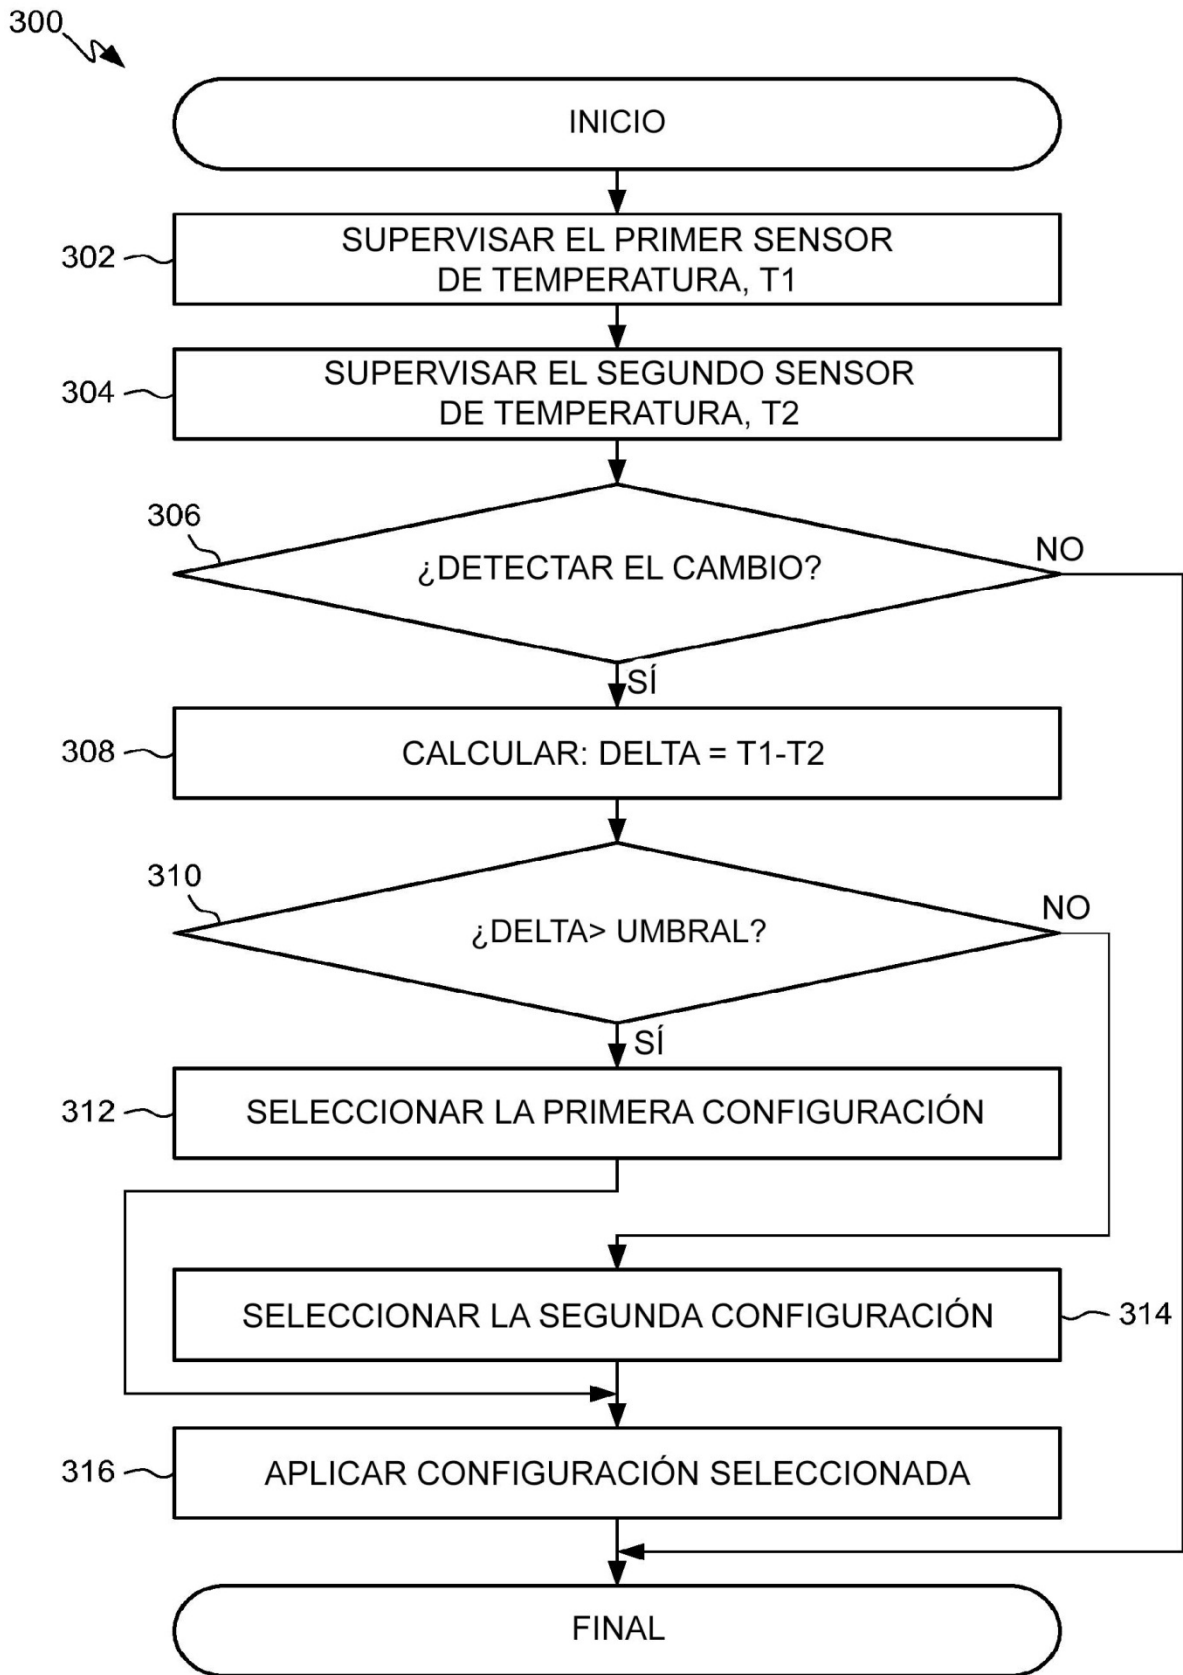 300
INICIO
302
SUPERVISAR EL PRIMER SENSOR
DE TEMPERATURA, T1
304
SUPERVISAR EL SEGUNDO SENSOR
DE TEMPERATURA, T2
306
¿DETECTAR EL CAMBIO?
NO
SÍ
308
CALCULAR: DELTA = T1-T2
310
¿DELTA> UMBRAL?
NO
SÍ
312
SELECCIONAR LA PRIMERA CONFIGURACIÓN
SELECCIONAR LA SEGUNDA CONFIGURACIÓN
314
316
APLICAR CONFIGURACIÓN SELECCIONADA
FINAL